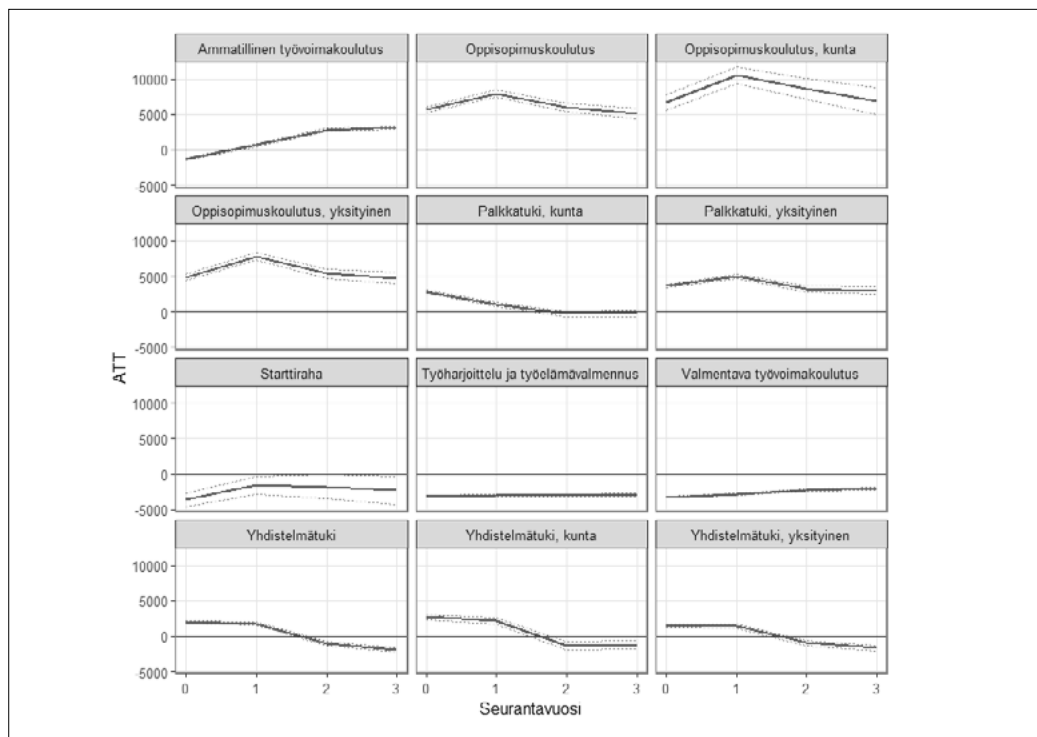 Ammatillinen työvoimakoulutus
Oppisopimuskoulutus
Oppisopimuskoulutus, kunta
10000
5000
0
-5000
Oppisopimuskoulutus, yksityinen
Palkkatuki, kunta
Palkkatuki, yksityinen
10000
5000
0
-5000
ATT
Starttiraha
Työharjoittelu ja työelämävalmennus
Valmentava työvoimakoulutus
10000
5000
0
-5000
Yhdistelmätuki
Yhdistelmätuki, kunta
Yhdistelmätuki, yksityinen
10000
5000
0
-5000
0 1 2 3 0 1 2 3 0 1 2 3
Seurantavuosi